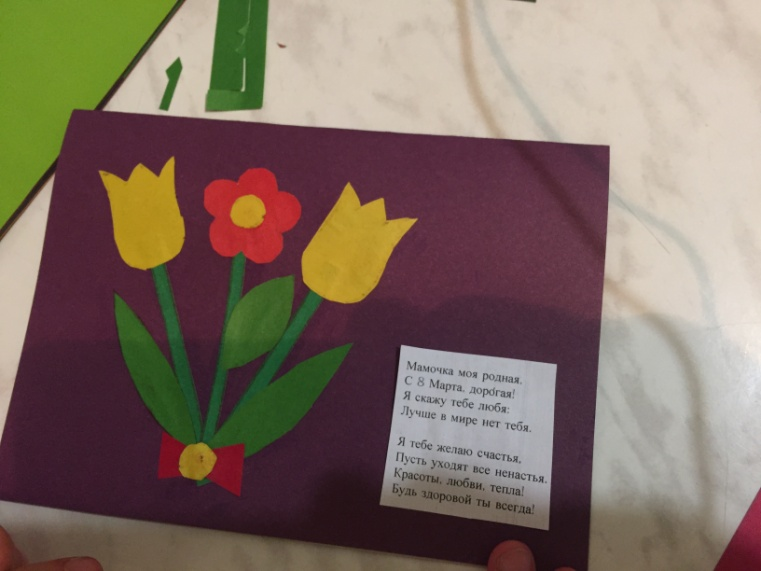 Мамочка моя родная,
С 8 Марта, дорóгая!
Я скажу тебе любя:
Лучше в мире нет тебя.
Я тебе желаю счастья,
Пусть уходят все ненастья.
Красоты, любви, тепла!
Будь здоровой ты всегда!